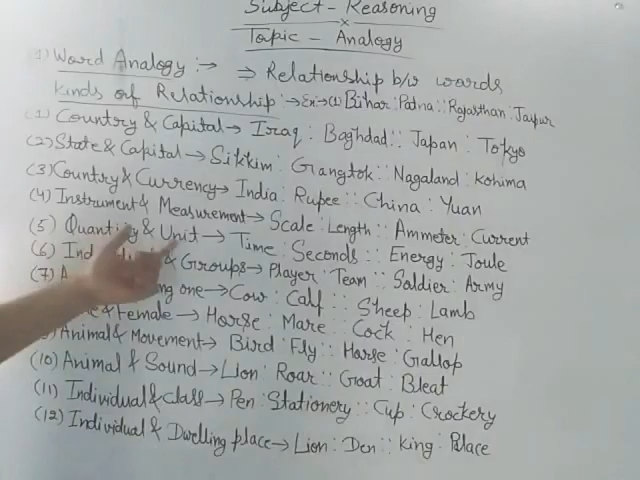 Subject - Reasoning
x
Topic - Analogy
(1) Word Analogy :→ ⇒ Relationship b/w words
Kinds of Relationship :→ Ex→(1) Bihar : Patna :: Rajasthan : Jaipur
(1) Country & Capital → Iraq : Baghdad :: Japan : Tokyo
(2) State & Capital → Sikkim : Gangtok :: Nagaland : Kohima
(3) Country & Currency → India : Rupee :: China : Yuan
(4) Instrument & Measurement → Scale : Length :: Ammeter : Current
(5) Quantity & Unit → Time : Seconds :: Energy : Joule
(6) & Groups → Player : Team :: Soldier : Army
(7) one → Cow : Calf :: Sheep : Lamb
& Female → Horse : Mare :: Cock : Hen
Animal & Movement → Bird : Fly :: Horse : Gallop
(10) Animal & Sound → Lion : Roar :: Goat : Bleat
(11) Individual & Class → Pen : Stationery :: Cup : Crockery
(12) Individual & Dwelling place → Lion : Den :: King : Palace